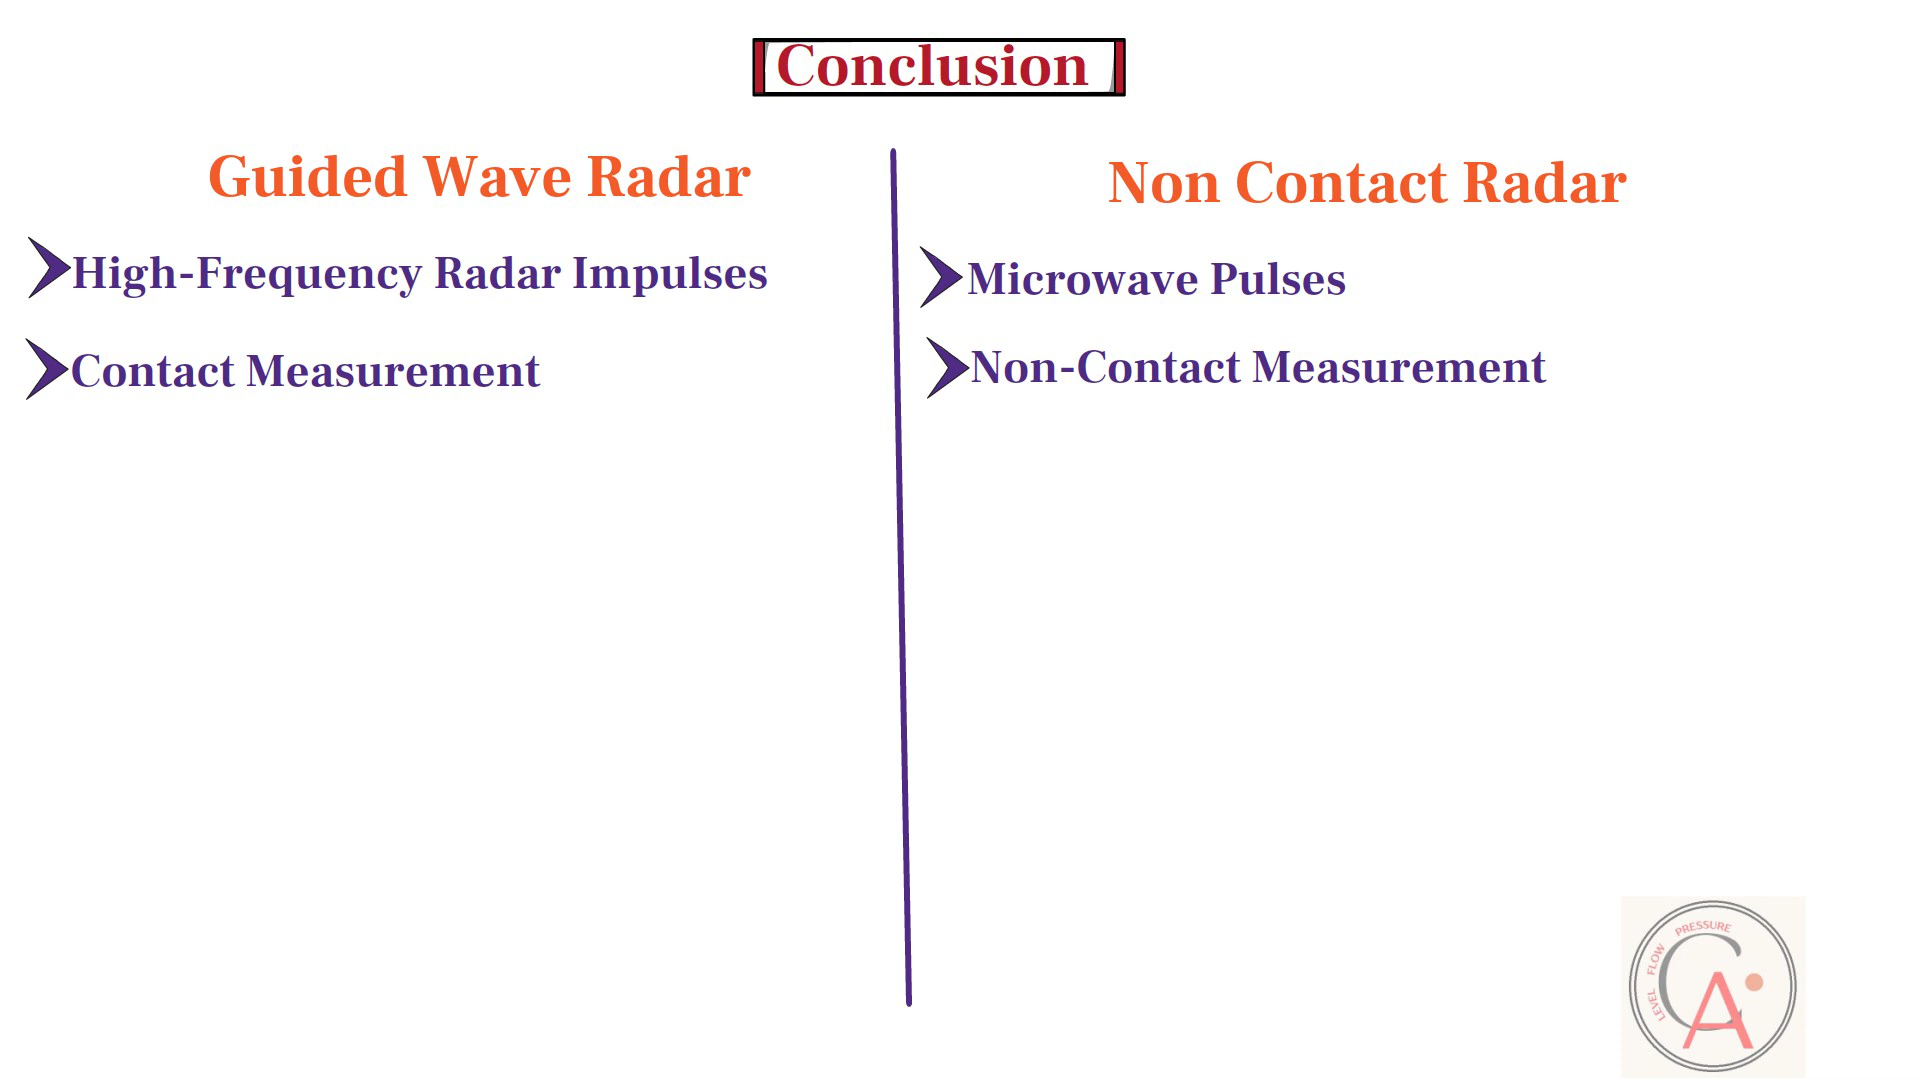 Conclusion
Guided Wave Radar
High-Frequency Radar Impulses
Contact Measurement
Non Contact Radar
Microwave Pulses
Non-Contact Measurement
LEVEL FLOW PRESSURE
CA